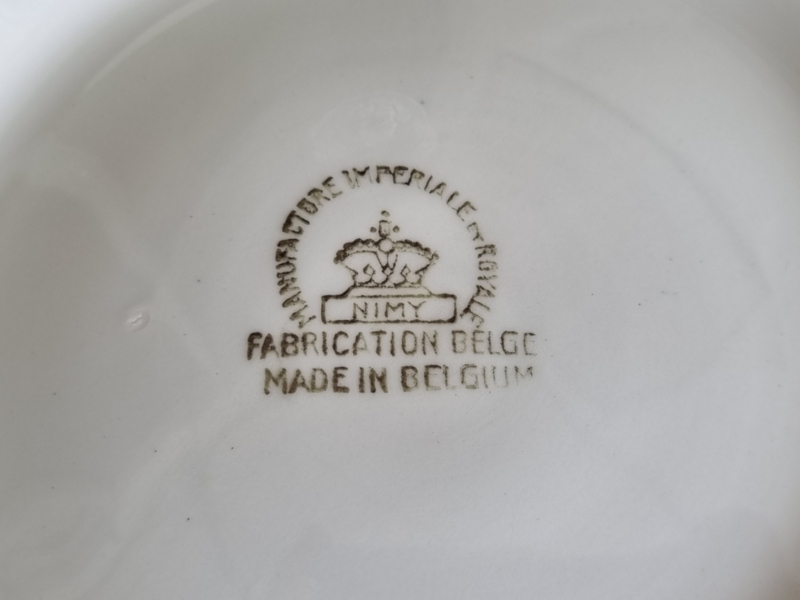 MANUFACTURE IMPERIALE ET ROYALE
NIMY
FABRICATION BELGE
MADE IN BELGIUM